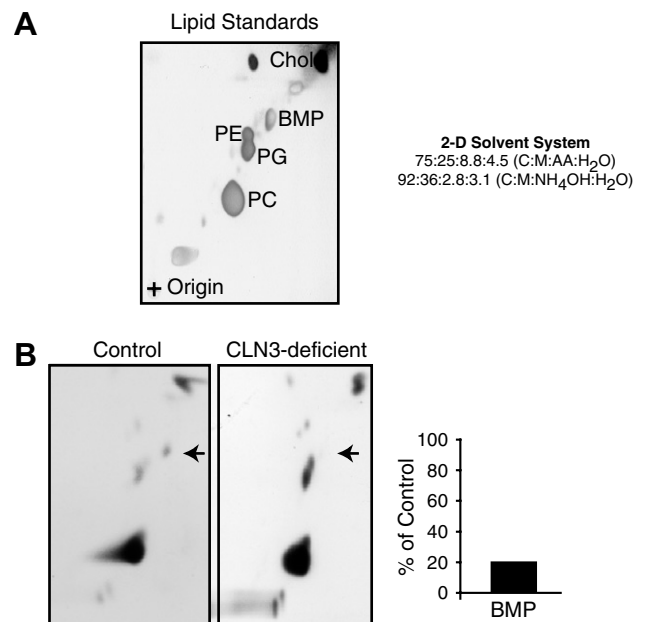 A
Lipid Standards
Chol
BMP
PE
PG
PC
+ Origin
2-D Solvent System
75:25:8.8:4.5 (C:M:AA:H2O)
92:36:2.8:3.1 (C:M:NH4OH:H2O)
B
Control
CLN3-deficient
% of Control
100
80
60
40
20
0
BMP